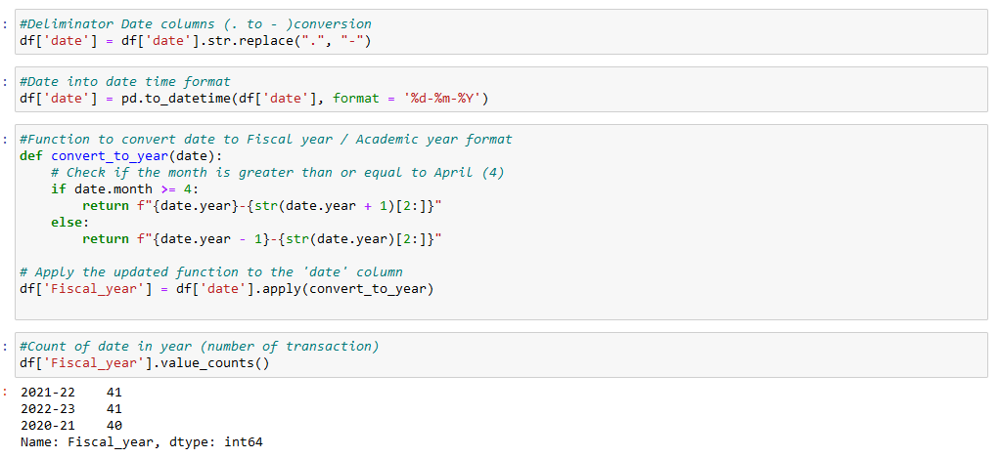 : #Deliminator Date columns (. to - )conversion
df['date'] = df['date'].str.replace(".", "-")
: #Date into date time format
df['date'] = pd.to_datetime(df['date'], format = '%d-%m-%Y')
: #Function to convert date to Fiscal year / Academic year format
def convert_to_year(date):
    # Check if the month is greater than or equal to April (4)
    if date.month >= 4:
        return f"{date.year}-{str(date.year + 1)[2:]}"
    else:
        return f"{date.year - 1}-{str(date.year)[2:]}"
# Apply the updated function to the 'date' column
df['Fiscal_year'] = df['date'].apply(convert_to_year)
: #Count of date in year (number of transaction)
df['Fiscal_year'].value_counts()
: 2021-22    41
2022-23    41
2020-21    40
Name: Fiscal_year, dtype: int64